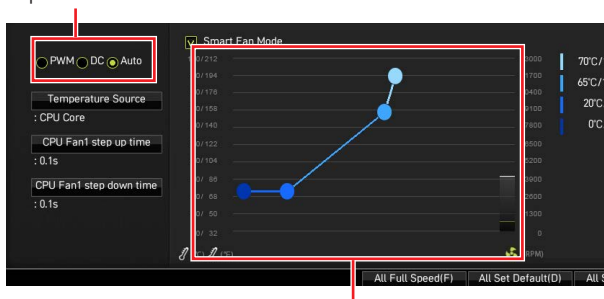 PWM DC Auto
Smart Fan Mode
Temperature Source
: CPU Core
CPU Fan1 step up time
: 0.1s
CPU Fan1 step down time
: 0.1s
0/212
0/194
0/176
0/158
0/140
0/122
0/104
0/ 86
0/ 68
0/ 50
0/ 32
(°F)
3000
1700
0400
9100
7800
6500
5200
3900
2600
1300
0
(RPM)
70°C/
65°C/
20°C
0°C
All Full Speed(F)
All Set Default(D)
All